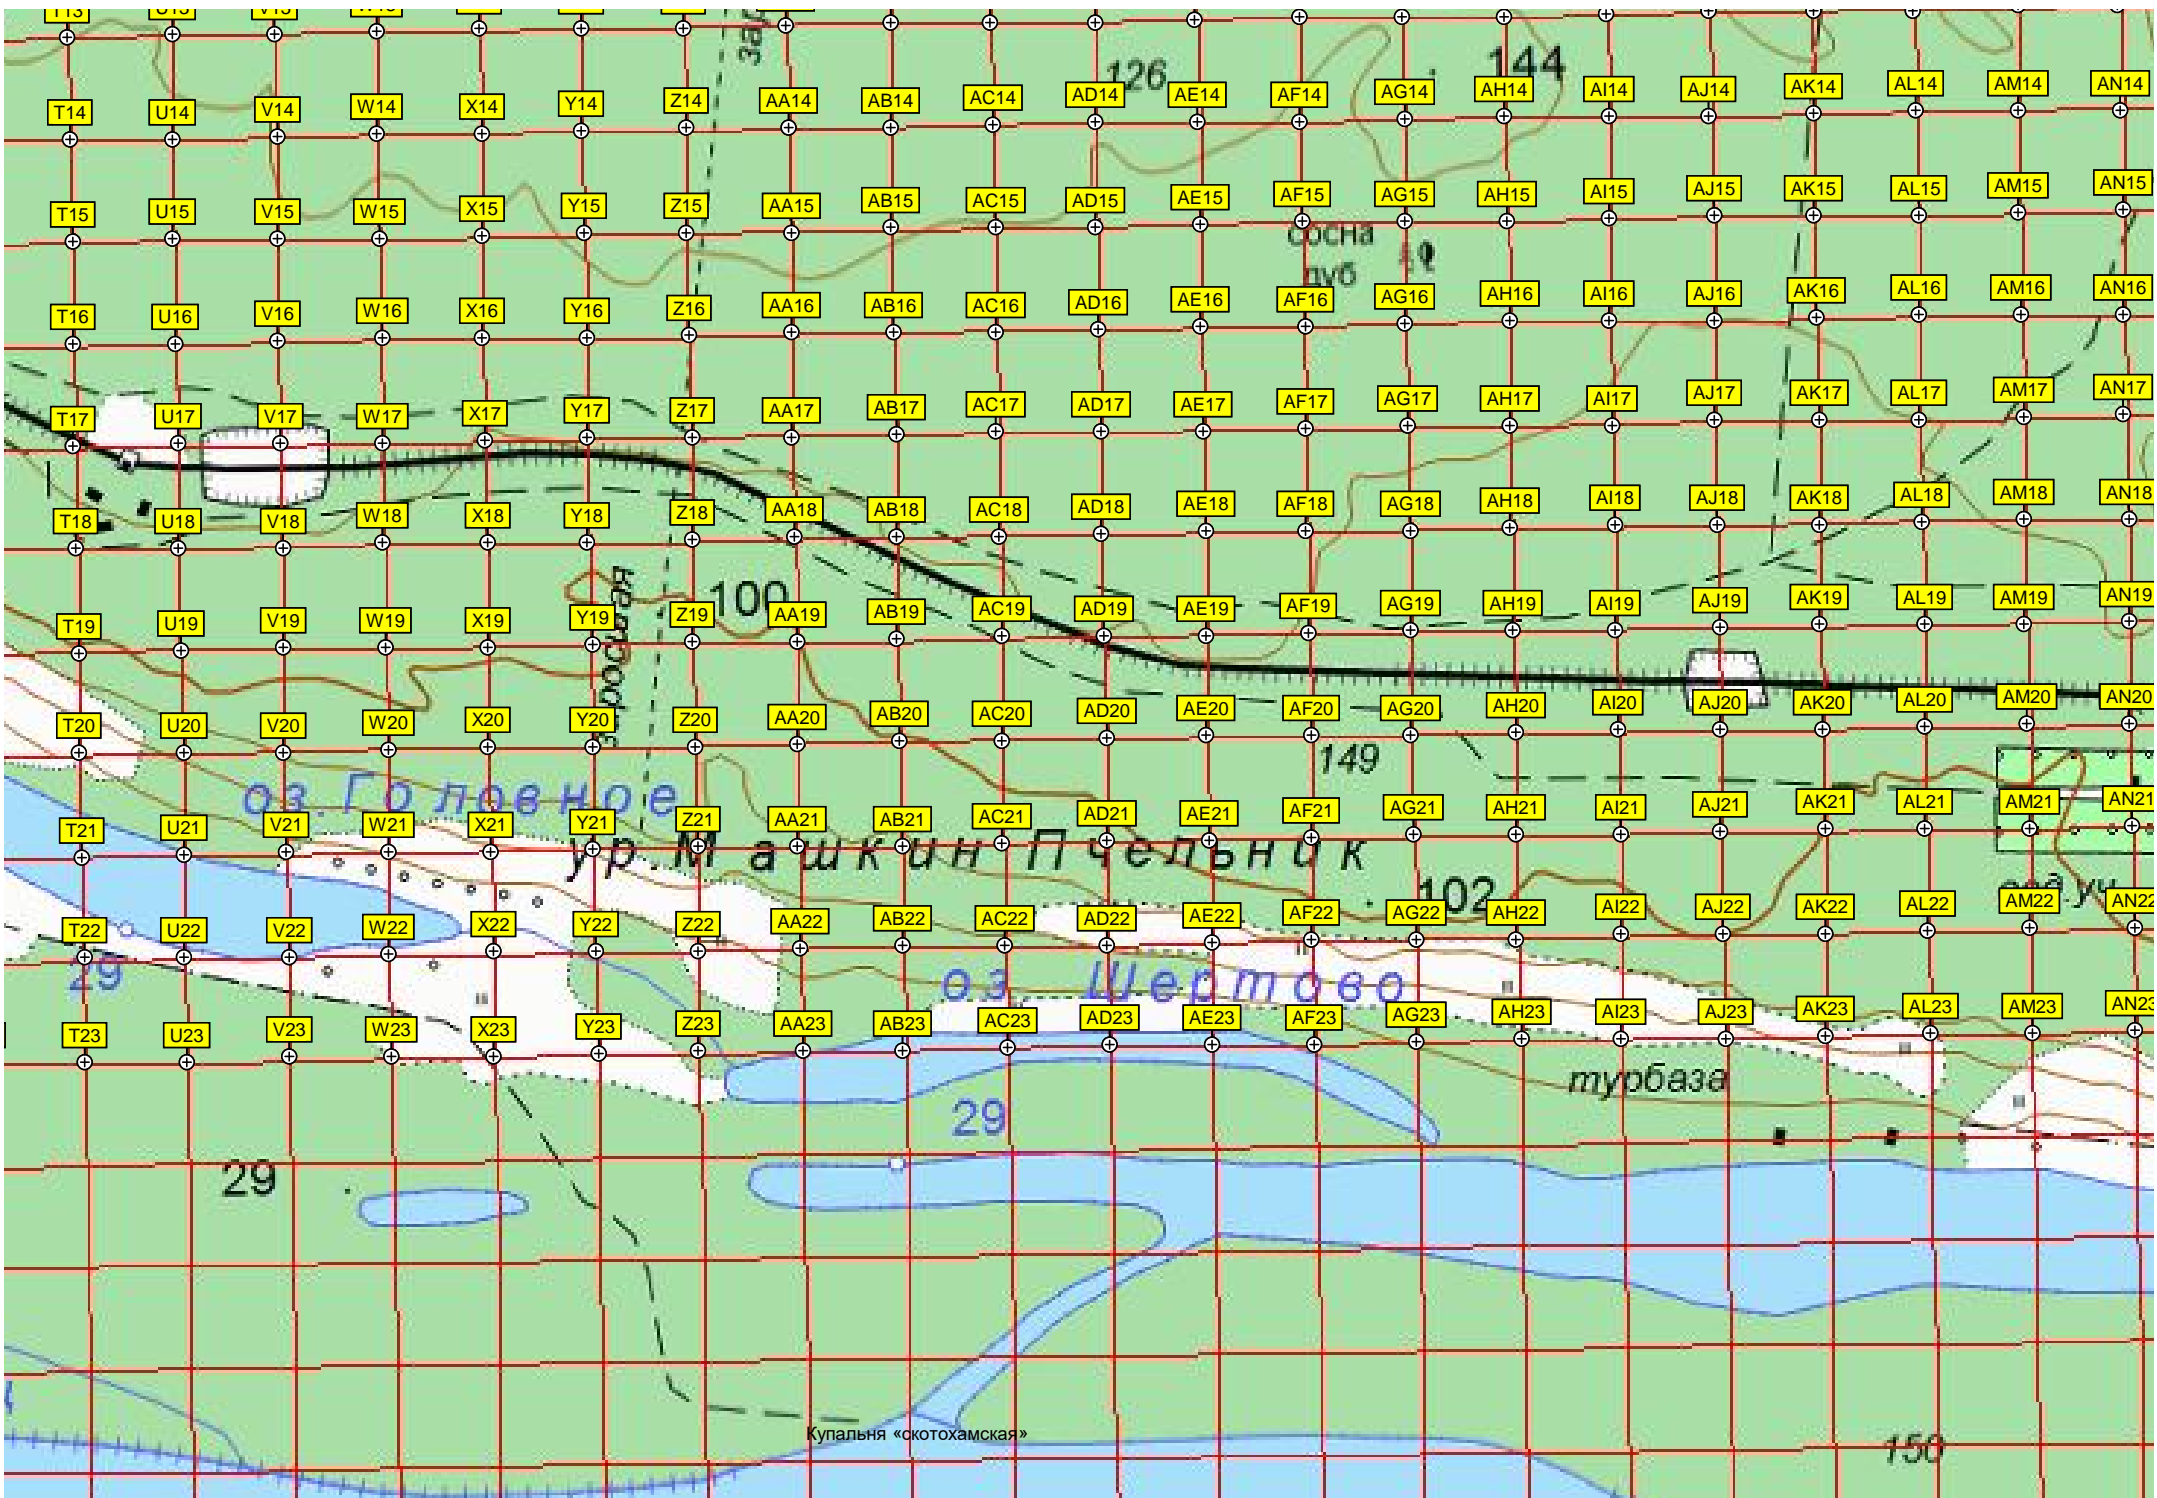 T13 U13 V13 W13
126 144
T14 U14 V14 W14 X14 Y14 Z14 AA14 AB14 AC14 AD14 AE14 AF14 AG14 AH14 AI14 AJ14 AK14 AL14 AM14 AN14
T15 U15 V15 W15 X15 Y15 Z15 AA15 AB15 AC15 AD15 AE15 AF15 AG15 AH15 AI15 AJ15 AK15 AL15 AM15 AN15
сосна
дуб
T16 U16 V16 W16 X16 Y16 Z16 AA16 AB16 AC16 AD16 AE16 AF16 AG16 AH16 AI16 AJ16 AK16 AL16 AM16 AN16
T17 U17 V17 W17 X17 Y17 Z17 AA17 AB17 AC17 AD17 AE17 AF17 AG17 AH17 AI17 AJ17 AK17 AL17 AM17 AN17
T18 U18 V18 W18 X18 Y18 Z18 AA18 AB18 AC18 AD18 AE18 AF18 AG18 AH18 AI18 AJ18 AK18 AL18 AM18 AN18
100
T19 U19 V19 W19 X19 Y19 Z19 AA19 AB19 AC19 AD19 AE19 AF19 AG19 AH19 AI19 AJ19 AK19 AL19 AM19 AN19
T20 U20 V20 W20 X20 Y20 Z20 AA20 AB20 AC20 AD20 AE20 AF20 AG20 AH20 AI20 AJ20 AK20 AL20 AM20 AN20
149
оз. Головное
T21 U21 V21 W21 X21 Y21 Z21 AA21 AB21 AC21 AD21 AE21 AF21 AG21 AH21 AI21 AJ21 AK21 AL21 AM21 AN21
ур. Машкин Пчельник
102
T22 U22 V22 W22 X22 Y22 Z22 AA22 AB22 AC22 AD22 AE22 AF22 AG22 AH22 AI22 AJ22 AK22 AL22 AM22 AN22
29
оз. Шертово
T23 U23 V23 W23 X23 Y23 Z23 AA23 AB23 AC23 AD23 AE23 AF23 AG23 AH23 AI23 AJ23 AK23 AL23 AM23 AN23
турбаза
29
29
Купальня «скотохамская»
150